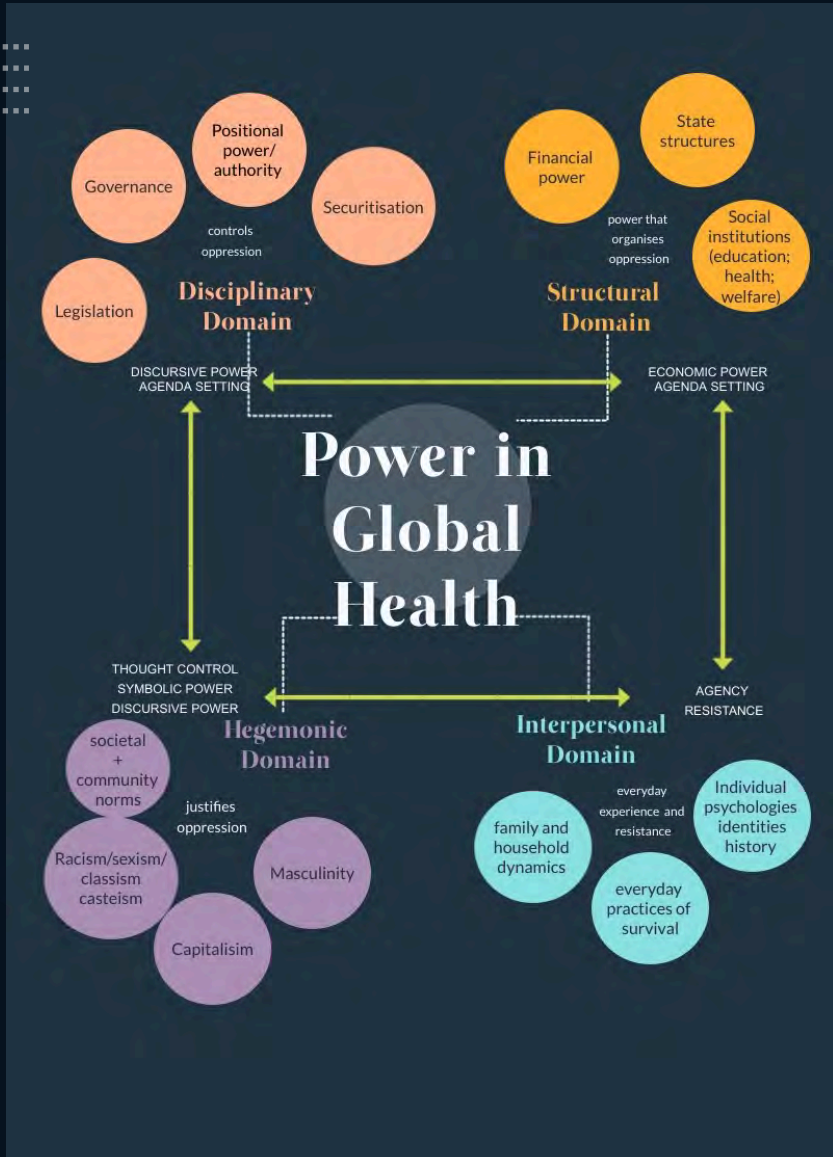 Positional
power/
authority
Governance
Securitisation
controls
oppression
Legislation
Disciplinary
Domain
State
structures
Financial
power
power that
organises
oppression
Social
institutions
(education;
health;
welfare)
Structural
Domain
DISCURSIVE POWER
AGENDA SETTING
ECONOMIC POWER
AGENDA SETTING
Power in
Global
Health
THOUGHT CONTROL
SYMBOLIC POWER
DISCURSIVE POWER
AGENCY
RESISTANCE
Hegemonic
Domain
societal
+
community
norms
justifies
oppression
Racism/sexism/
classism
casteism
Masculinity
Capitalisim
Interpersonal
Domain
everyday
experience and
resistance
Individual
psychologies
identities
history
family and
household
dynamics
everyday
practices of
survival